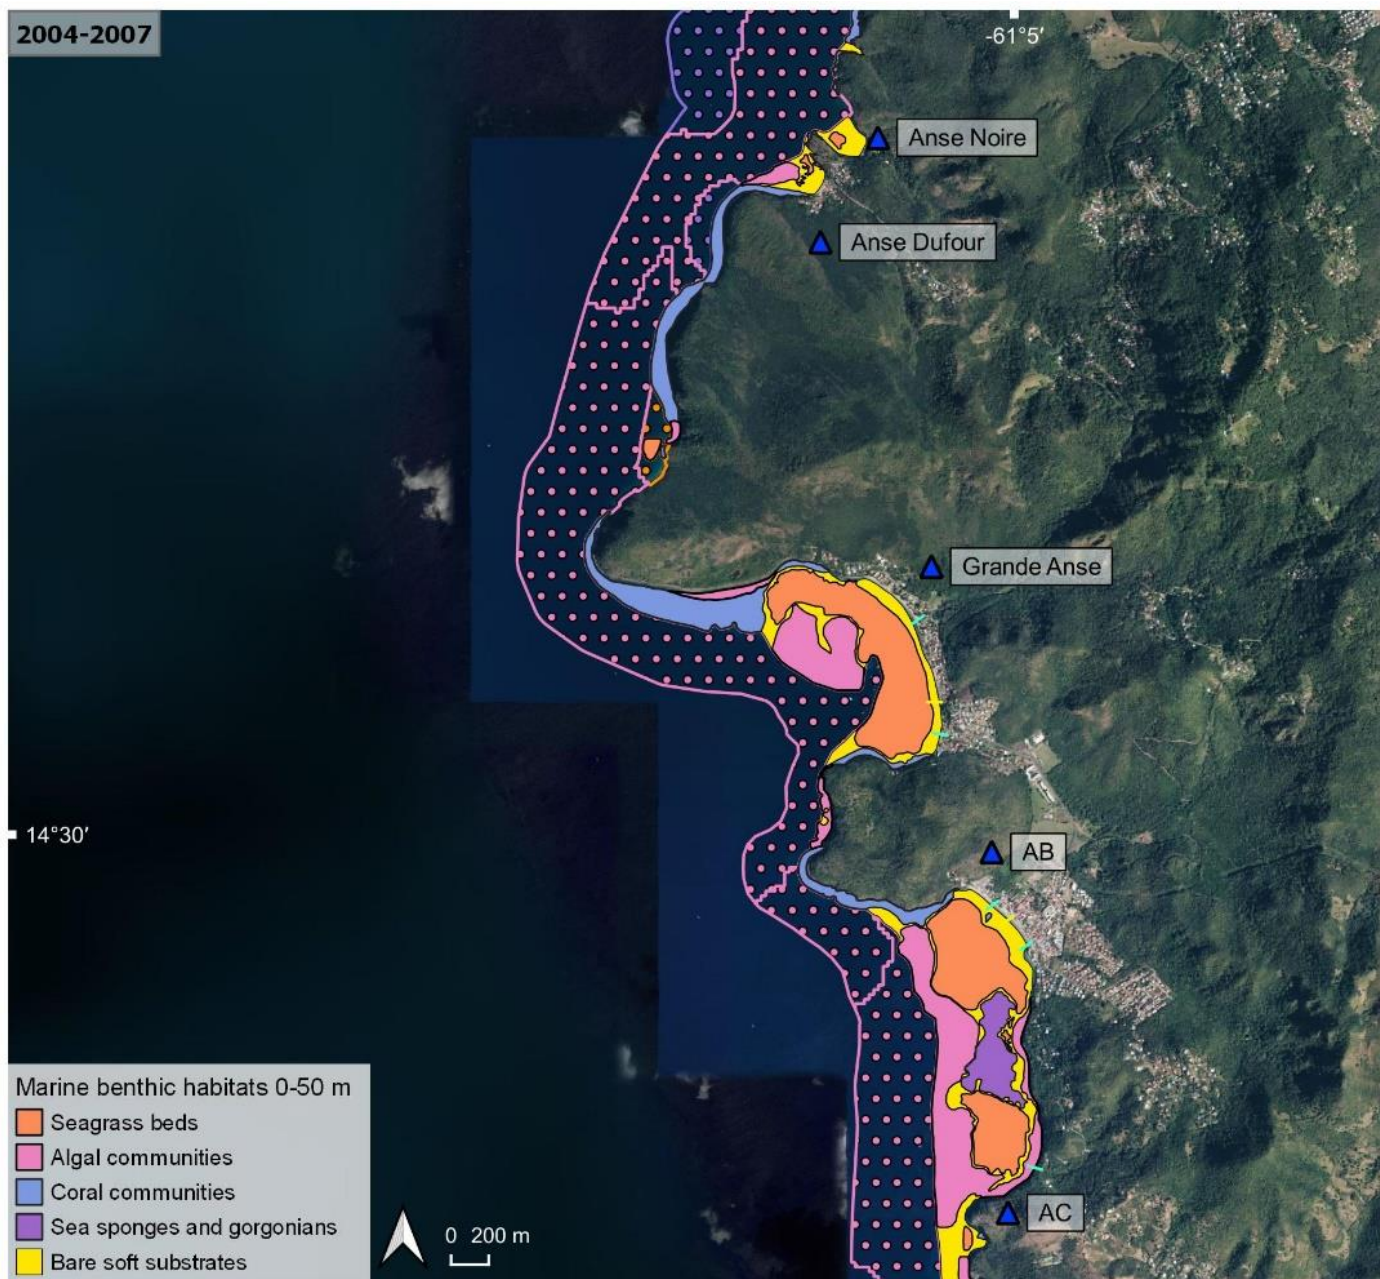 2004-2007
-61°5′
Anse Noire
Anse Dufour
Grande Anse
14°30′
AB
AC
Marine benthic habitats 0-50 m
Seagrass beds
Algal communities
Coral communities
Sea sponges and gorgonians
Bare soft substrates
0 200 m